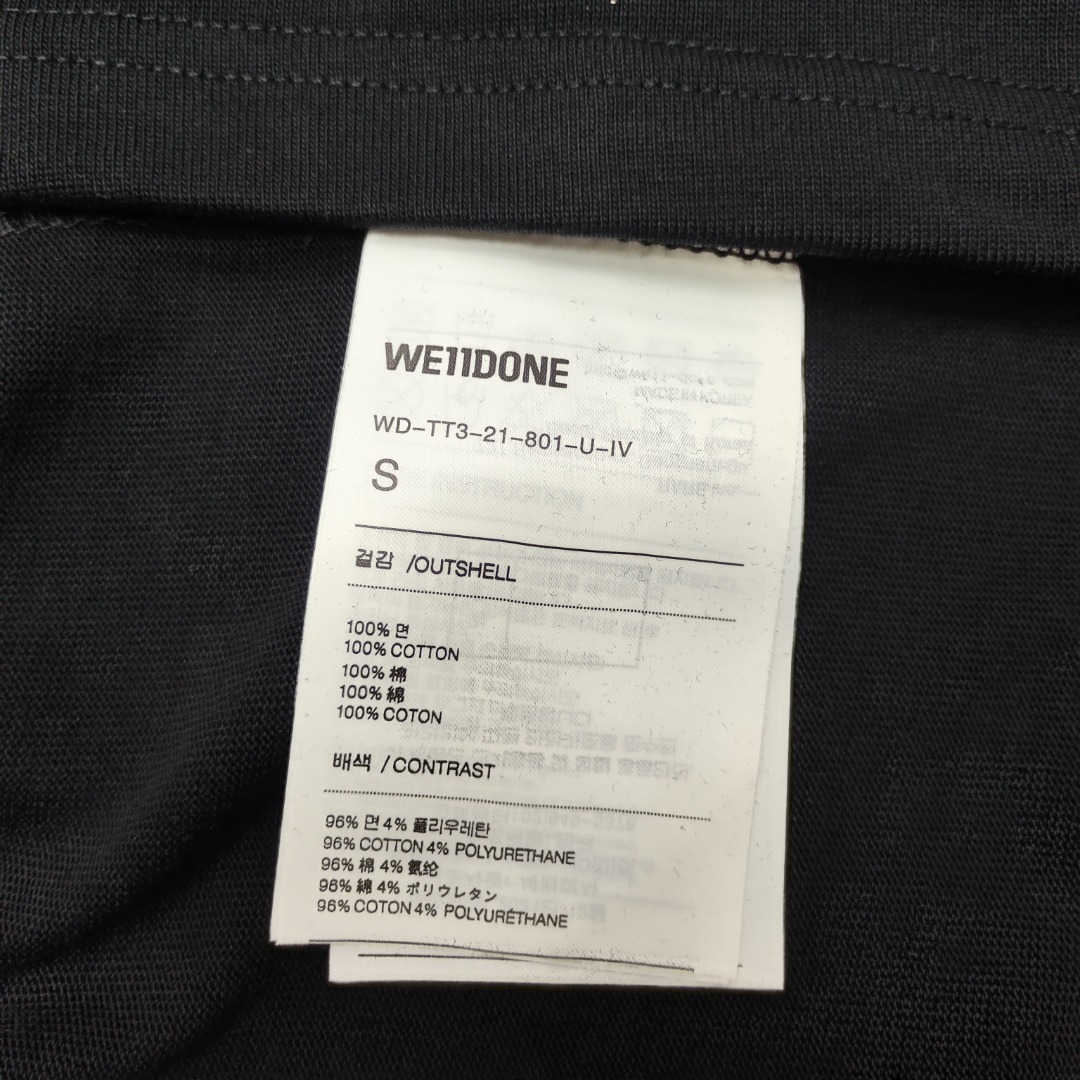 WE11DONE
WD-TT3-21-801-U-IV
S
겉감 /OUTSHELL
100% 면
100% COTTON
100% 棉
100% 綿
100% COTON
배색 /CONTRAST
96% 면 4% 폴리우레탄
96% COTTON 4% POLYURETHANE
96% 棉 4% 氨纶
96% 綿 4% ポリウレタン
96% COTON 4% POLYURÉTHANE